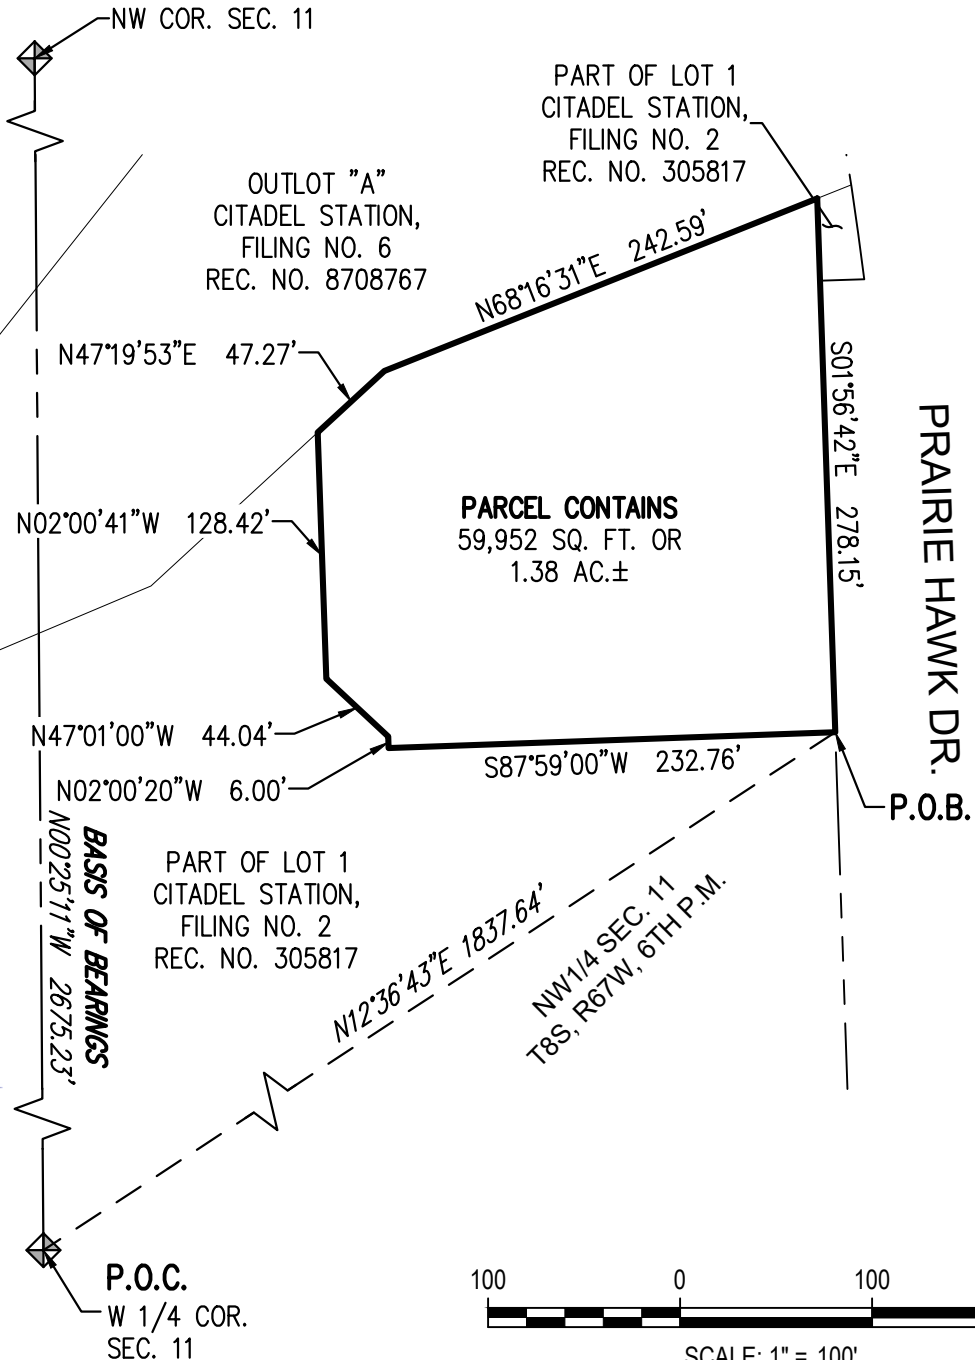 NW COR. SEC. 11
PART OF LOT 1
CITADEL STATION,
FILING NO. 2
REC. NO. 305817
OUTLOT "A"
CITADEL STATION,
FILING NO. 6
REC. NO. 8708767
N68°16'31"E 242.59'
N47°19'53"E 47.27'
S01°56'42"E 278.15'
PRAIRIE HAWK DR.
N02°00'41"W 128.42'
PARCEL CONTAINS
59,952 SQ. FT. OR
1.38 AC.±
N47°01'00"W 44.04'
S87°59'00"W 232.76'
N02°00'20"W 6.00'
P.O.B.
BASIS OF BEARINGS
N00°25'11"W 2675.23'
PART OF LOT 1
CITADEL STATION,
FILING NO. 2
REC. NO. 305817
N12°36'43"E 1837.64'
NW1/4 SEC. 11
T8S, R67W, 6TH P.M.
P.O.C.
W 1/4 COR.
SEC. 11
100 0 100
SCALE: 1" = 100'